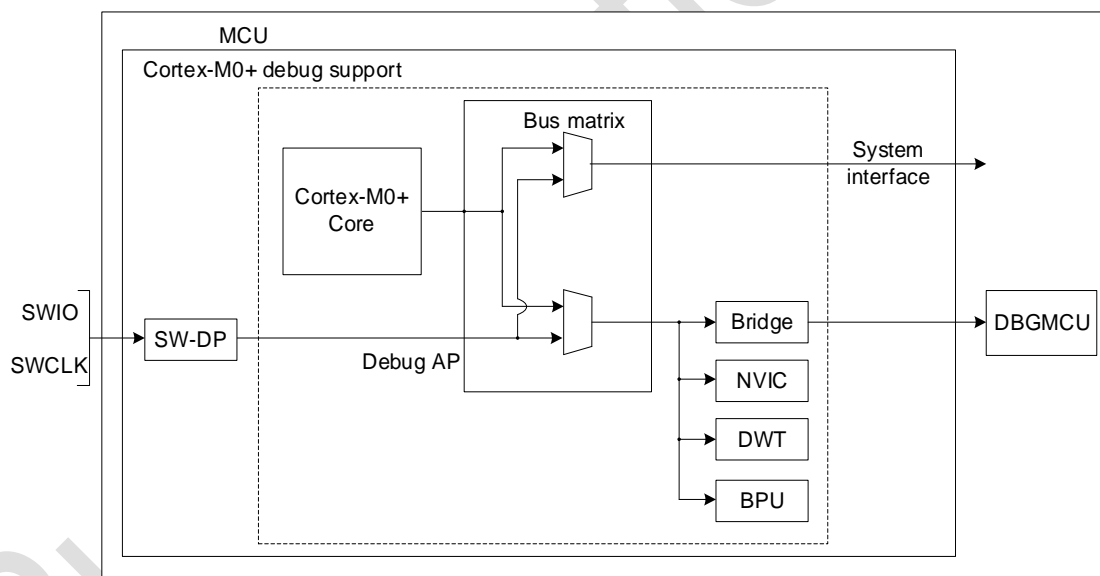 MCU
Cortex-M0+ debug support
Bus matrix
System
interface
Cortex-M0+
Core
SWIO
SWCLK
SW-DP
Debug AP
Bridge
DBGMCU
NVIC
DWT
BPU